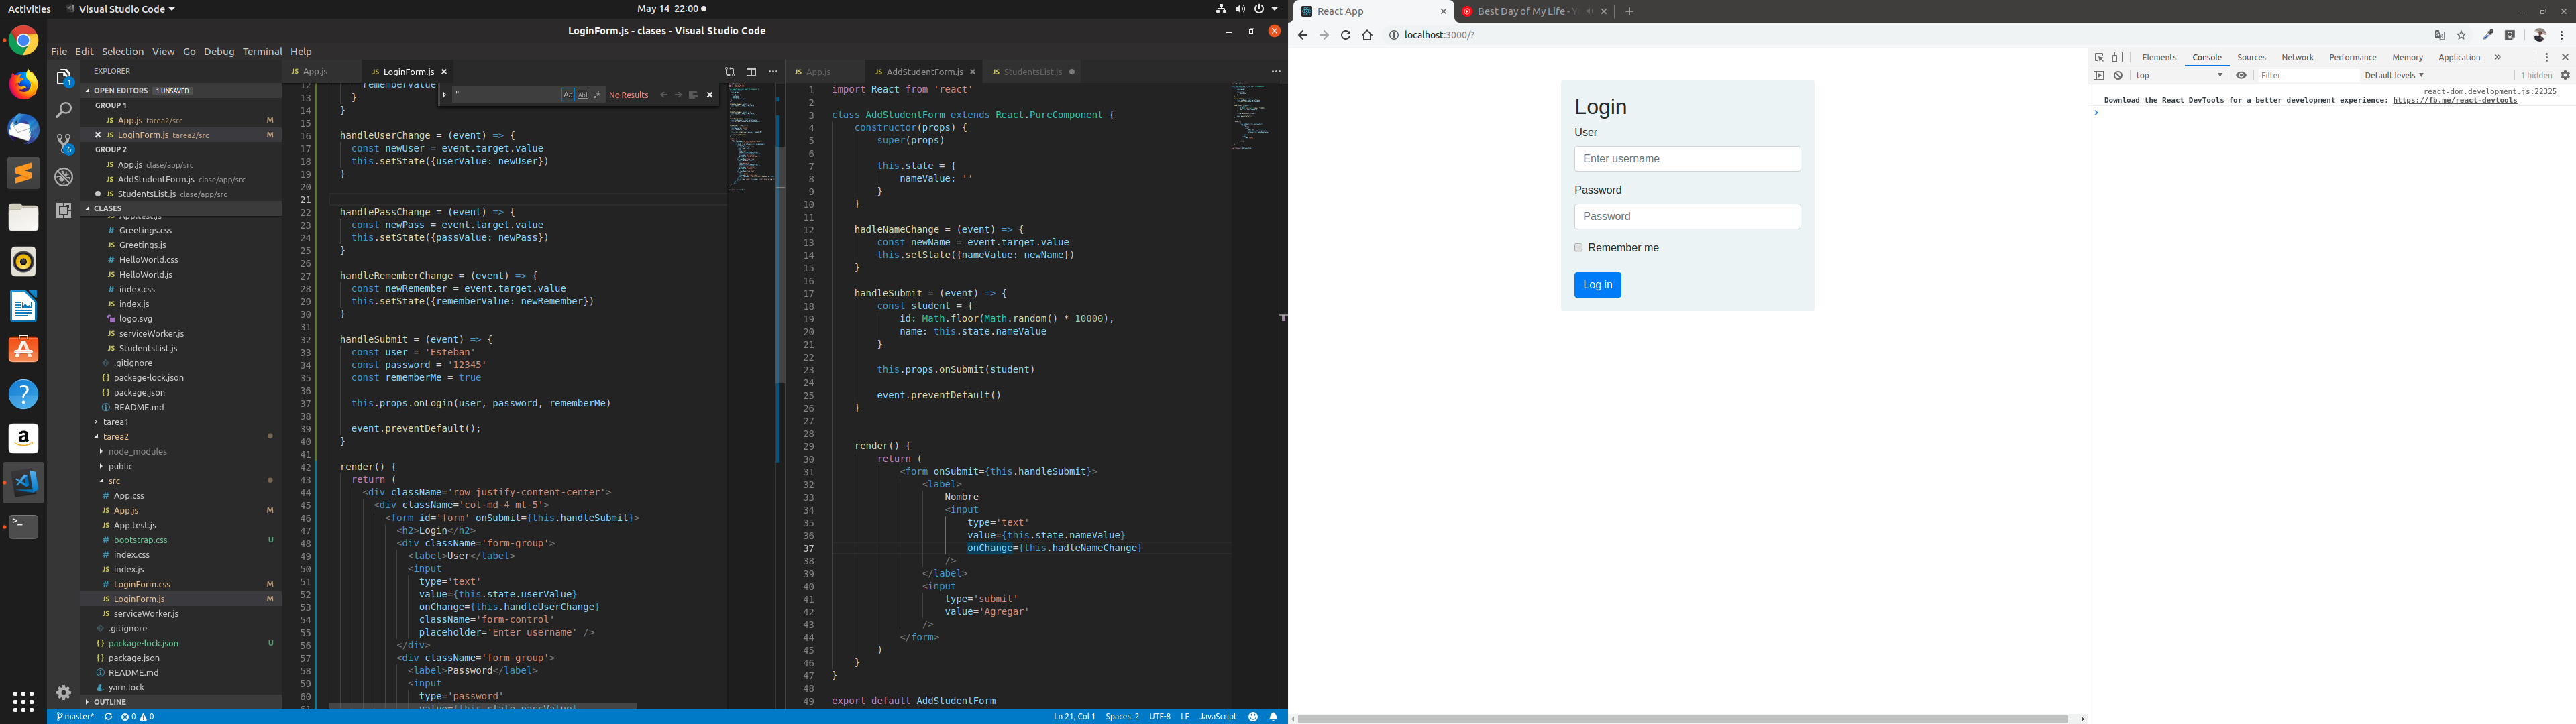 Activities
Visual Studio Code
May 14 22:00
LoginForm.js - clases - Visual Studio Code
File Edit Selection View Go Debug Terminal Help
EXPLORER
OPEN EDITORS 1 UNSAVED
GROUP 1
JS App.js tarea2/src M
JS LoginForm.js tarea2/src M
GROUP 2
JS App.js clase/app/src
JS AddStudentForm.js clase/app/src
JS StudentsList.js clase/app/src
CLASES
App.test.js
# Greetings.css
JS Greetings.js
# HelloWorld.css
JS HelloWorld.js
# index.css
JS index.js
logo.svg
JS serviceWorker.js
JS StudentsList.js
.gitignore
{} package-lock.json
{} package.json
README.md
tarea1
tarea2
node_modules
public
src
# App.css
JS App.js M
JS App.test.js
# bootstrap.css U
# index.css
JS index.js
# LoginForm.css M
JS LoginForm.js M
JS serviceWorker.js
.gitignore
{} package-lock.json U
{} package.json
README.md
yarn.lock
OUTLINE
JS App.js
JS LoginForm.js
" Aa No Results
12 rememberValue
13 }
14 }
15
16 handleUserChange = (event) => {
17 const newUser = event.target.value
18 this.setState({userValue: newUser})
19 }
20
21
22 handlePassChange = (event) => {
23 const newPass = event.target.value
24 this.setState({passValue: newPass})
25 }
26
27 handleRememberChange = (event) => {
28 const newRemember = event.target.value
29 this.setState({rememberValue: newRemember})
30 }
31
32 handleSubmit = (event) => {
33 const user = 'Esteban'
34 const password = '12345'
35 const rememberMe = true
36
37 this.props.onLogin(user, password, rememberMe)
38
39 event.preventDefault();
40 }
41
42 render() {
43 return (
44 <div className='row justify-content-center'>
45 <div className='col-md-4 mt-5'>
46 <form id='form' onSubmit={this.handleSubmit}>
47 <h2>Login</h2>
48 <div className='form-group'>
49 <label>User</label>
50 <input
51 type='text'
52 value={this.state.userValue}
53 onChange={this.handleUserChange}
54 className='form-control'
55 placeholder='Enter username' />
56 </div>
57 <div className='form-group'>
58 <label>Password</label>
59 <input
60 type='password'
61 value={this.state.passValue}
JS App.js
JS AddStudentForm.js
JS StudentsList.js
1 import React from 'react'
2
3 class AddStudentForm extends React.PureComponent {
4 constructor(props) {
5 super(props)
6
7 this.state = {
8 nameValue: ''
9 }
10 }
11
12 hadleNameChange = (event) => {
13 const newName = event.target.value
14 this.setState({nameValue: newName})
15 }
16
17 handleSubmit = (event) => {
18 const student = {
19 id: Math.floor(Math.random() * 10000),
20 name: this.state.nameValue
21 }
22
23 this.props.onSubmit(student)
24
25 event.preventDefault()
26 }
27
28
29 render() {
30 return (
31 <form onSubmit={this.handleSubmit}>
32 <label>
33 Nombre
34 <input
35 type='text'
36 value={this.state.nameValue}
37 onChange={this.hadleNameChange}
38 />
39 </label>
40 <input
41 type='submit'
42 value='Agregar'
43 />
44 </form>
45 )
46 }
47 }
48
49 export default AddStudentForm
master* 0 0
Ln 21, Col 1 Spaces: 2 UTF-8 LF JavaScript
React App
Best Day of My Life - Y
localhost:3000/?
Login
User
Enter username
Password
Password
Remember me
Log in
Elements Console Sources Network Performance Memory Application
top Filter Default levels 1 hidden
react-dom.development.js:22325
Download the React DevTools for a better development experience: https://fb.me/react-devtools